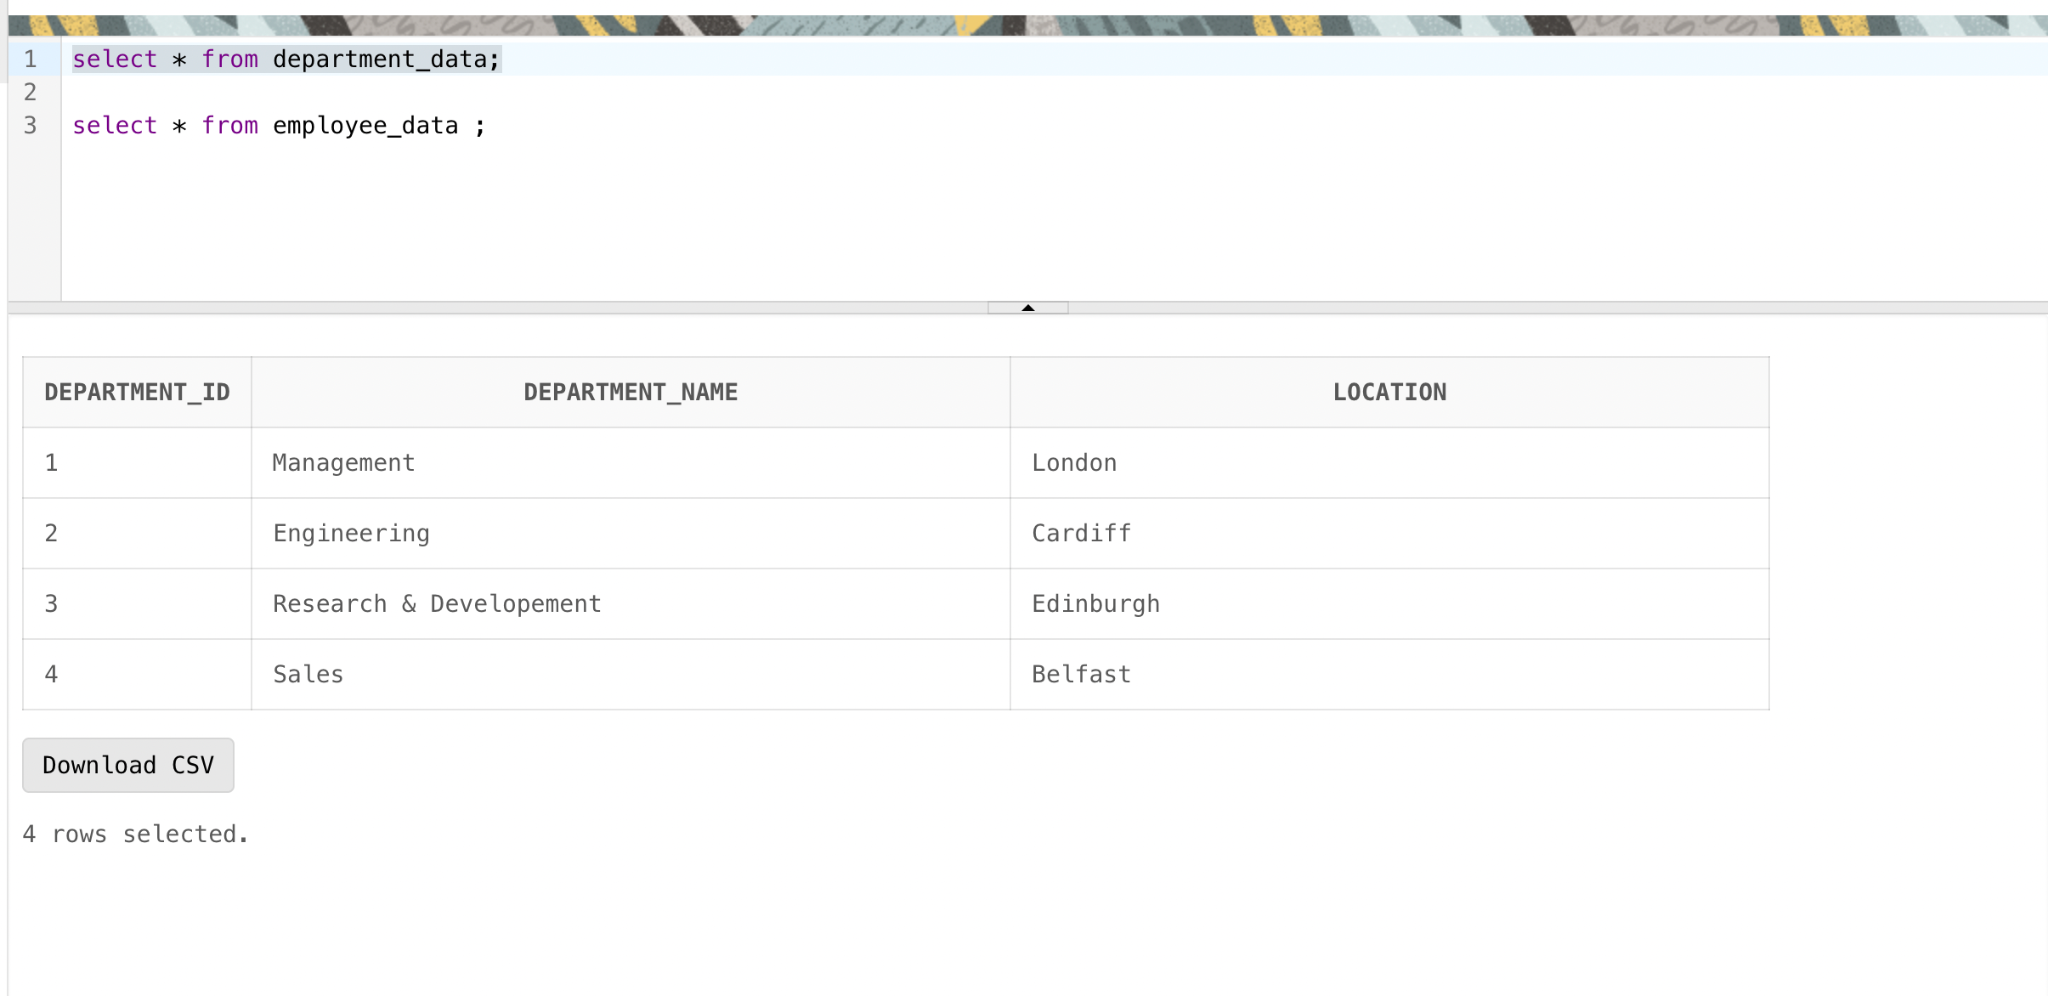 1 select * from department_data;
2
3 select * from employee_data ;
DEPARTMENT_ID DEPARTMENT_NAME LOCATION
1 Management London
2 Engineering Cardiff
3 Research & Developement Edinburgh
4 Sales Belfast
Download CSV
4 rows selected.